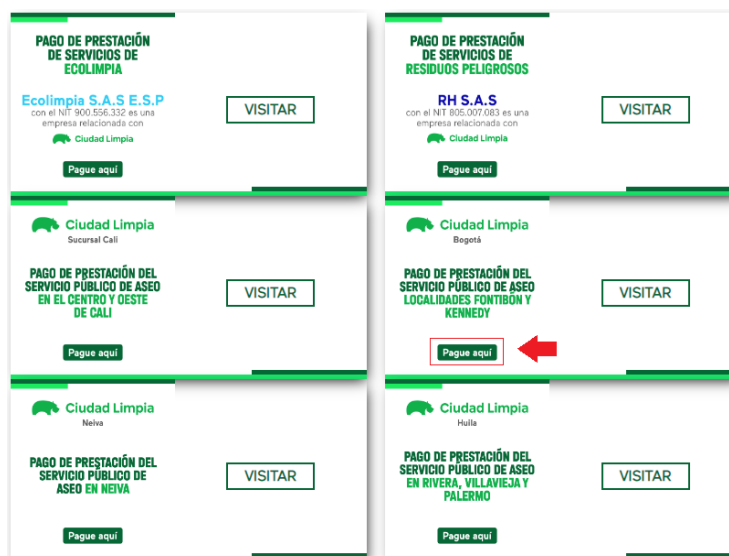 PAGO DE PRESTACIÓN
DE SERVICIOS DE
ECOLIMPIA
Ecolimpia S.A.S E.S.P
con el NIT 900.556.332 es una
empresa relacionada con
Ciudad Limpia
Pague aquí
VISITAR
PAGO DE PRESTACIÓN
DE SERVICIOS DE
RESIDUOS PELIGROSOS
RH S.A.S
con el NIT 805.007.083 es una
empresa relacionada con
Ciudad Limpia
Pague aquí
VISITAR
Ciudad Limpia
Sucursal Cali
PAGO DE PRESTACIÓN DEL
SERVICIO PÚBLICO DE ASEO
EN EL CENTRO Y OESTE
DE CALI
Pague aquí
VISITAR
Ciudad Limpia
Bogotá
PAGO DE PRESTACIÓN DEL
SERVICIO PÚBLICO DE ASEO
LOCALIDADES FONTIBÓN Y
KENNEDY
Pague aquí
VISITAR
Ciudad Limpia
Neiva
PAGO DE PRESTACIÓN DEL
SERVICIO PÚBLICO DE
ASEO EN NEIVA
Pague aquí
VISITAR
Ciudad Limpia
Huila
PAGO DE PRESTACIÓN DEL
SERVICIO PÚBLICO DE ASEO
EN RIVERA, VILLAVIEJA Y
PALERMO
Pague aquí
VISITAR